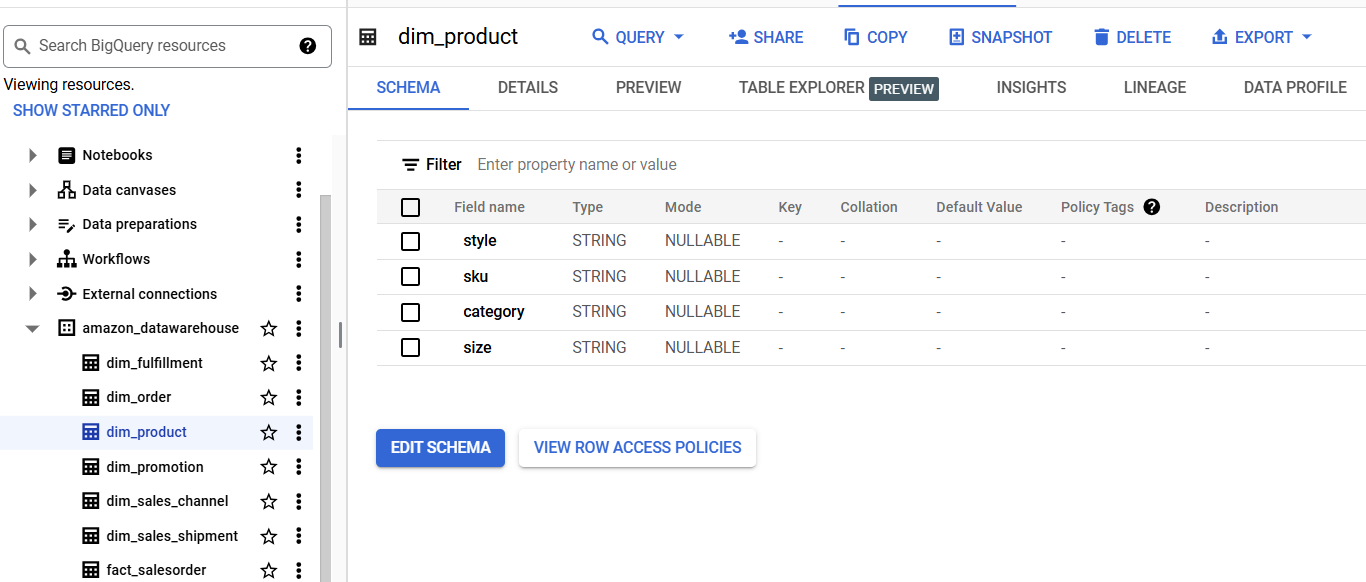 Search BigQuery resources ?
Viewing resources.
SHOW STARRED ONLY
Notebooks
Data canvases
Data preparations
Workflows
External connections
amazon_datawarehouse
dim_fulfillment
dim_order
dim_product
dim_promotion
dim_sales_channel
dim_sales_shipment
fact_salesorder
dim_product QUERY SHARE COPY SNAPSHOT DELETE EXPORT
SCHEMA DETAILS PREVIEW TABLE EXPLORER PREVIEW INSIGHTS LINEAGE DATA PROFILE
Filter Enter property name or value
Field name Type Mode Key Collation Default Value Policy Tags ? Description
style STRING NULLABLE - - - - -
sku STRING NULLABLE - - - - -
category STRING NULLABLE - - - - -
size STRING NULLABLE - - - - -
EDIT SCHEMA VIEW ROW ACCESS POLICIES